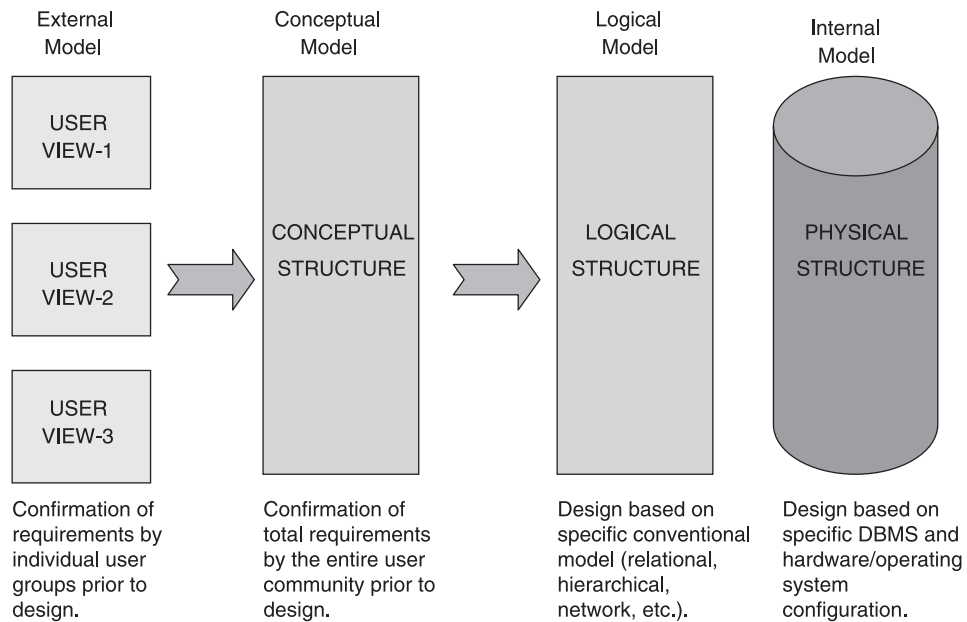 External
Model
Conceptual
Model
Logical
Model
Internal
Model
USER
VIEW-1
USER
VIEW-2
USER
VIEW-3
CONCEPTUAL
STRUCTURE
LOGICAL
STRUCTURE
PHYSICAL
STRUCTURE
Confirmation of
requirements by
individual user
groups prior to
design.
Confirmation of
total requirements
by the entire user
community prior to
design.
Design based on
specific conventional
model (relational,
hierarchical,
network, etc.).
Design based on
specific DBMS and
hardware/operating
system
configuration.